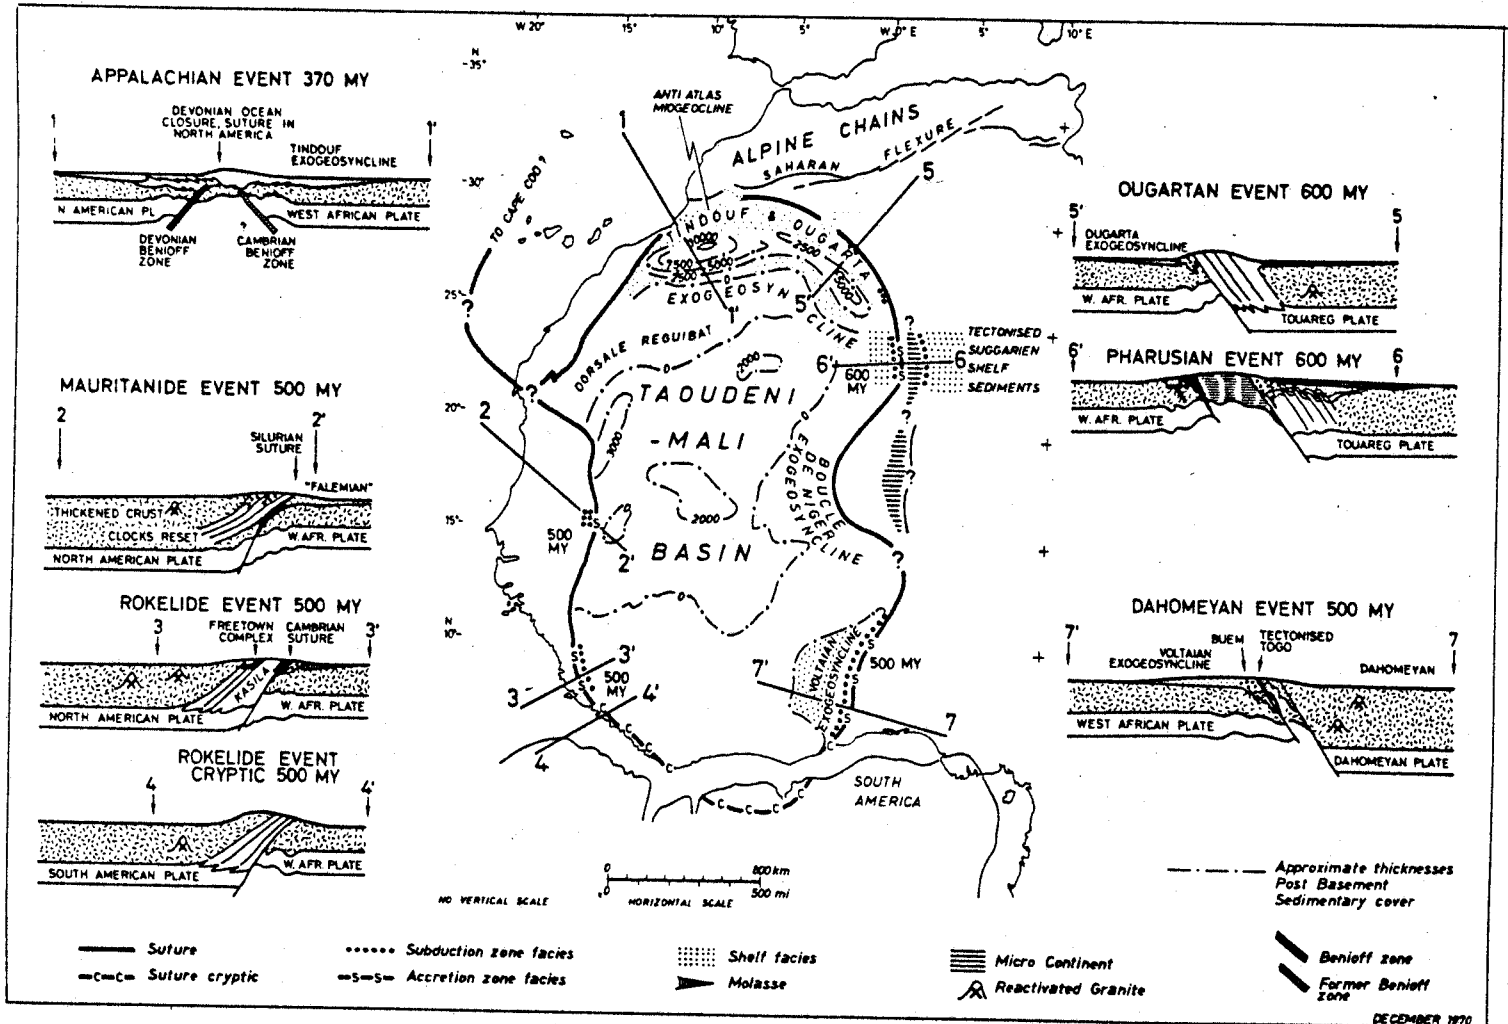 W 20°
15°
10°
5°
W 0° E
5°
10° E
N
-35°
-30°
25°-
20°-
15°-
N
10°-
APPALACHIAN EVENT 370 MY
DEVONIAN OCEAN
CLOSURE, SUTURE IN
NORTH AMERICA
1
1'
TINDOUF
EXOGEOSYNCLINE
N AMERICAN PL
WEST AFRICAN PLATE
DEVONIAN
BENIOFF
ZONE
?
CAMBRIAN
BENIOFF
ZONE
MAURITANIDE EVENT 500 MY
2
2'
SILURIAN
SUTURE
"FALEMIAN"
THICKENED CRUST
CLOCKS RESET
W. AFR. PLATE
NORTH AMERICAN PLATE
ROKELIDE EVENT 500 MY
3
FREETOWN
COMPLEX
CAMBRIAN
SUTURE
3'
KASILA
W. AFR. PLATE
NORTH AMERICAN PLATE
ROKELIDE EVENT
CRYPTIC 500 MY
4
4'
W. AFR. PLATE
SOUTH AMERICAN PLATE
ANTI ATLAS
MIOGEOCLINE
1
ALPINE CHAINS
SAHARAN FLEXURE
5
TO CAPE COD ?
TINDOUF & OUGARTA
10000
7500
5000
2500
7500
5000
EXOGEOSYNCLINE
1'
5'
0
DORSALE REGUIBAT
?
?
?
TECTONISED
SUGGARIEN
SHELF
SEDIMENTS
6'
6
600
MY
S
S
2000
TAOUDENI
-MALI
BASIN
2
3000
2000
0
0
BOUCLE
DE NIGER
EXOGEOSYNCLINE
?
?
?
S
500
MY
2'
0
3'
3
S
S
500
MY
4'
4
C
C
C
C
7'
VOLTAIAN
EXOGEOSYNCLINE
500 MY
S
S
S
7
C
C
C
C
C
SOUTH
AMERICA
OUGARTAN EVENT 600 MY
5'
5
OUGARTA
EXOGEOSYNCLINE
W. AFR. PLATE
TOUAREG PLATE
PHARUSIAN EVENT 600 MY
6'
6
W. AFR. PLATE
TOUAREG PLATE
DAHOMEYAN EVENT 500 MY
7'
7
BUEM
TECTONISED
TOGO
VOLTAIAN
EXOGEOSYNCLINE
DAHOMEYAN
WEST AFRICAN PLATE
DAHOMEYAN PLATE
0
800 km
0
500 mi
NO VERTICAL SCALE
HORIZONTAL SCALE
Approximate thicknesses
Post Basement
Sedimentary cover
Suture
C-C- Suture cryptic
Subduction zone facies
S-S- Accretion zone facies
Shelf facies
Molasse
Micro Continent
Reactivated Granite
Benioff zone
Former Benioff
zone
DECEMBER 1970